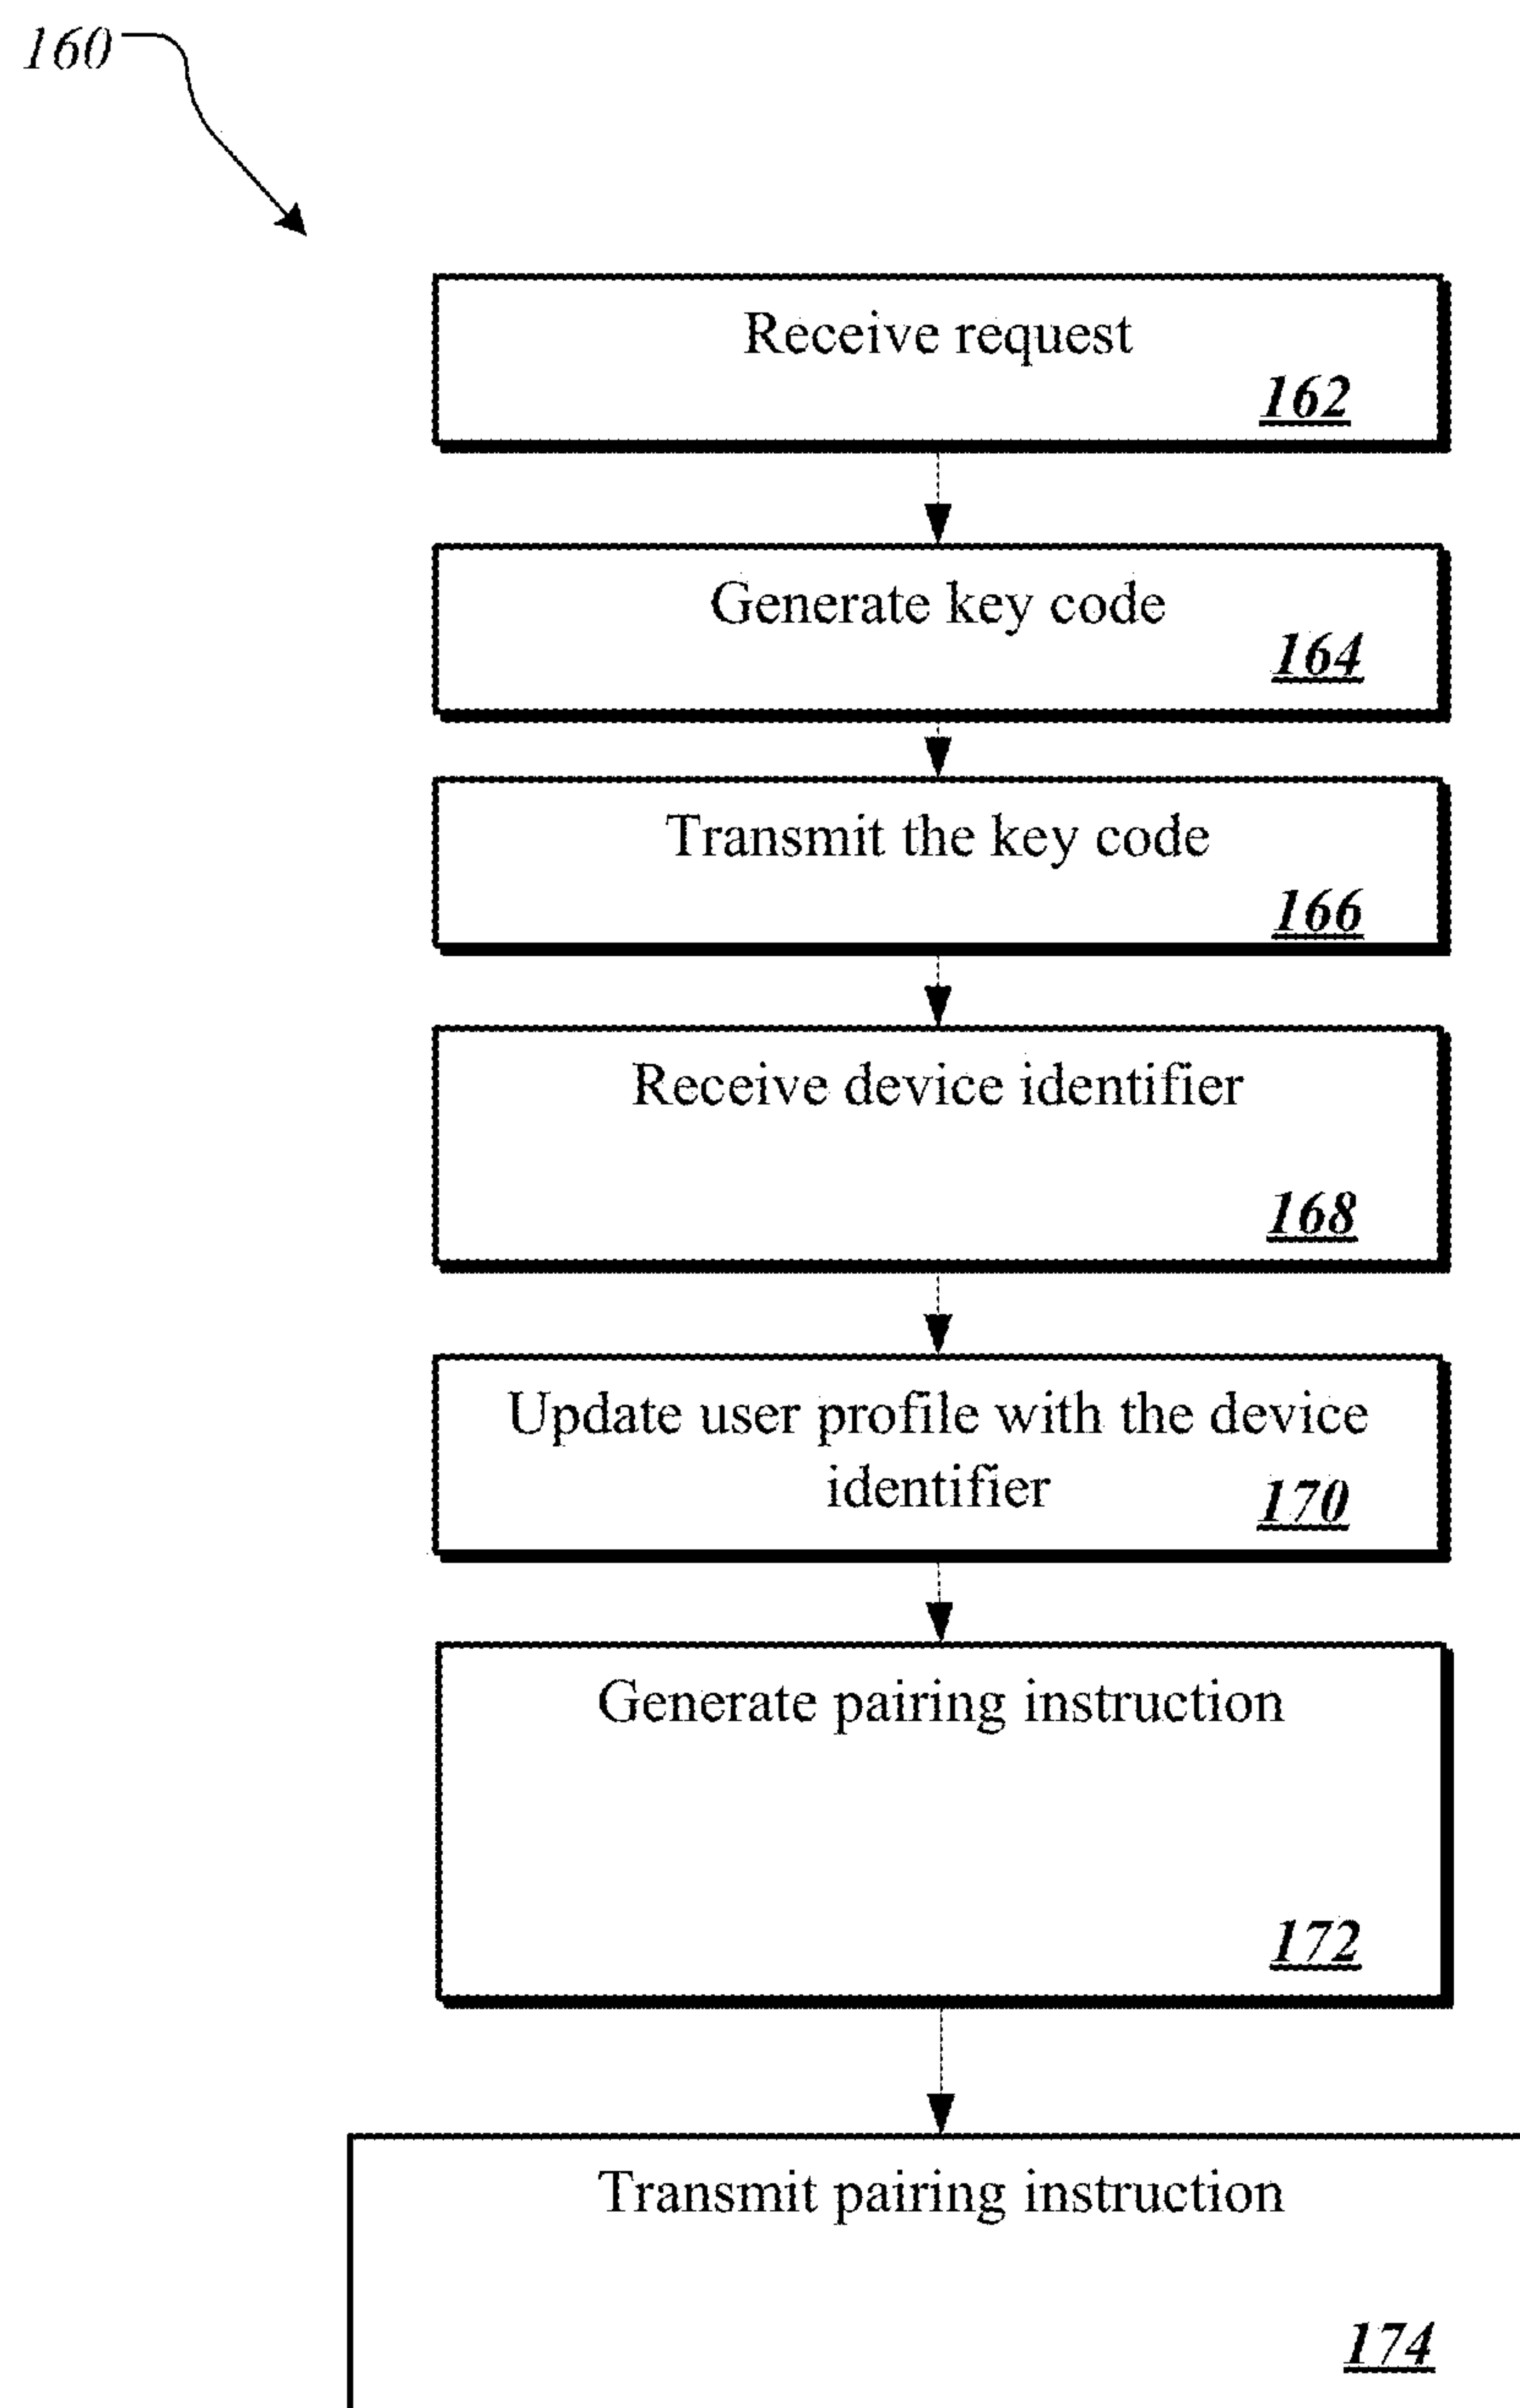 160
Receive request
162
Generate key code
164
Transmit the key code
166
Receive device identifier
168
Update user profile with the device
identifier
170
Generate pairing instruction
172
Transmit pairing instruction
174